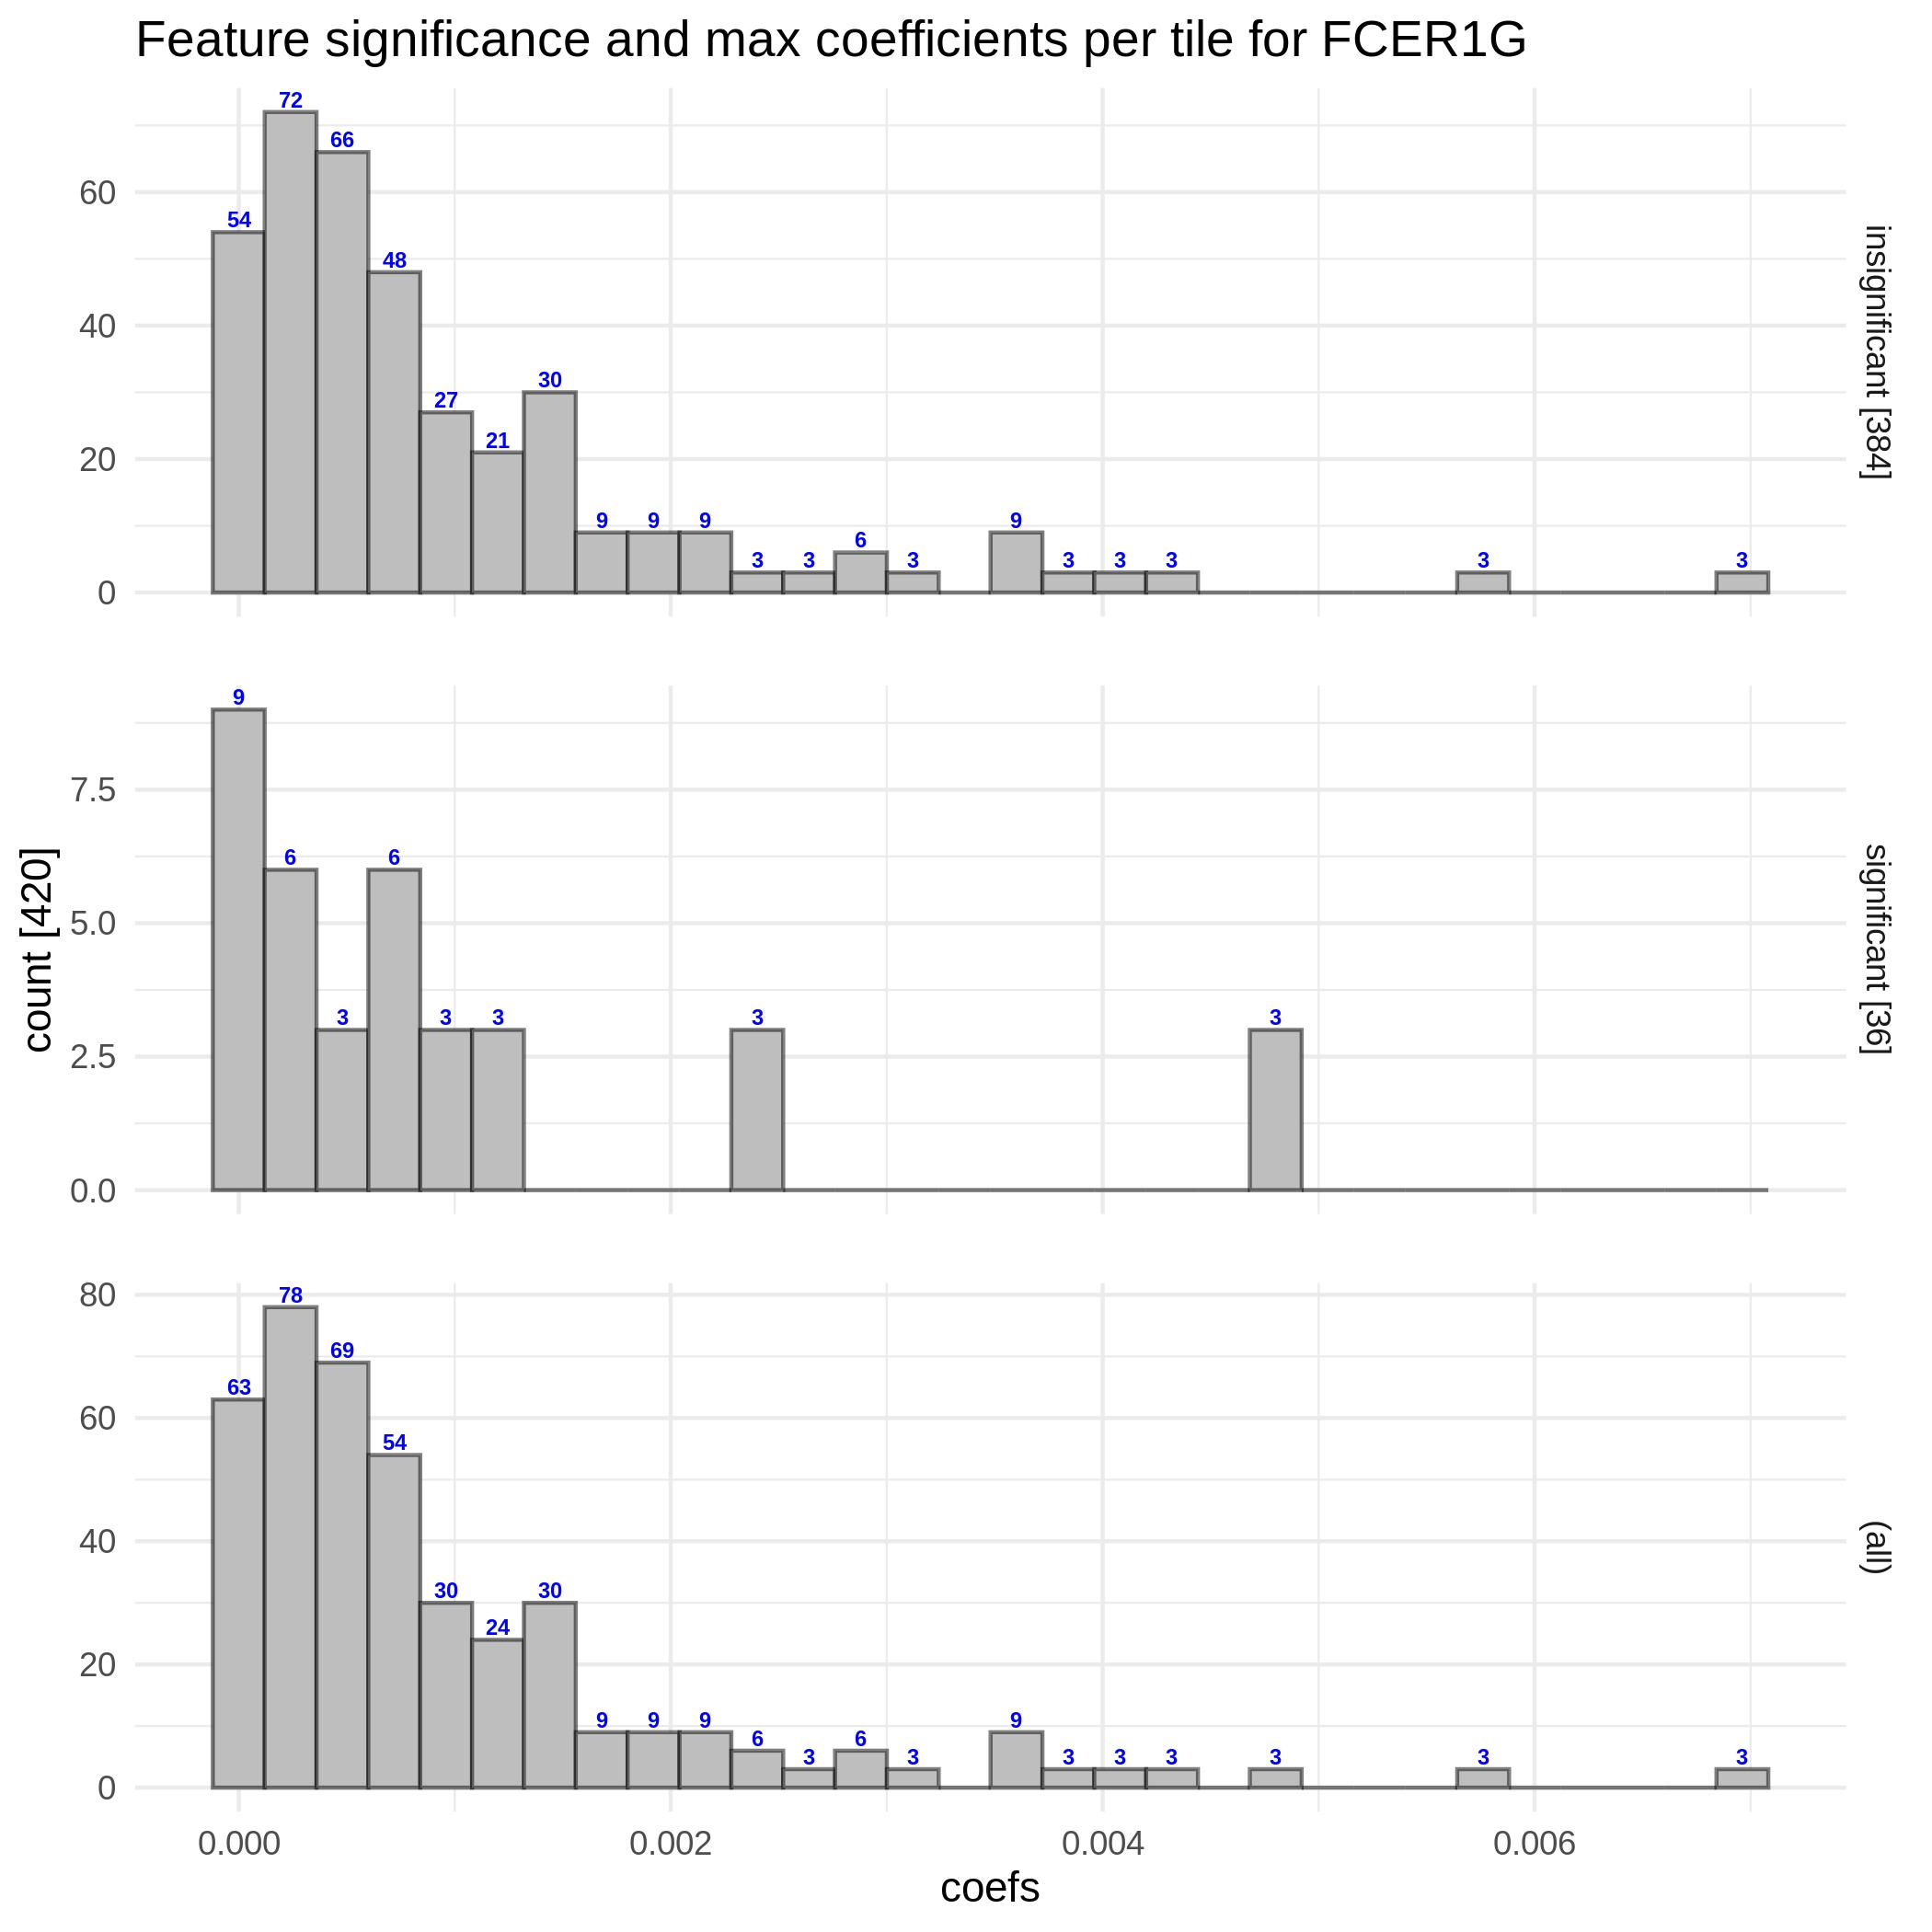 Feature significance and max coefficients per tile for FCER1G
72
66
54
48
30
27
21
9 9 9 3 3 6 3 9 3 3 3 3 3
60
40
20
0
insignificant [384]
9
6 3 6 3 3 3 3
7.5
5.0
2.5
0.0
significant [36]
count [420]
78
69
63
54
30 24 30
9 9 9 6 3 6 3 9 3 3 3 3 3 3
80
60
40
20
0
(all)
0.000 0.002 0.004 0.006
coefs